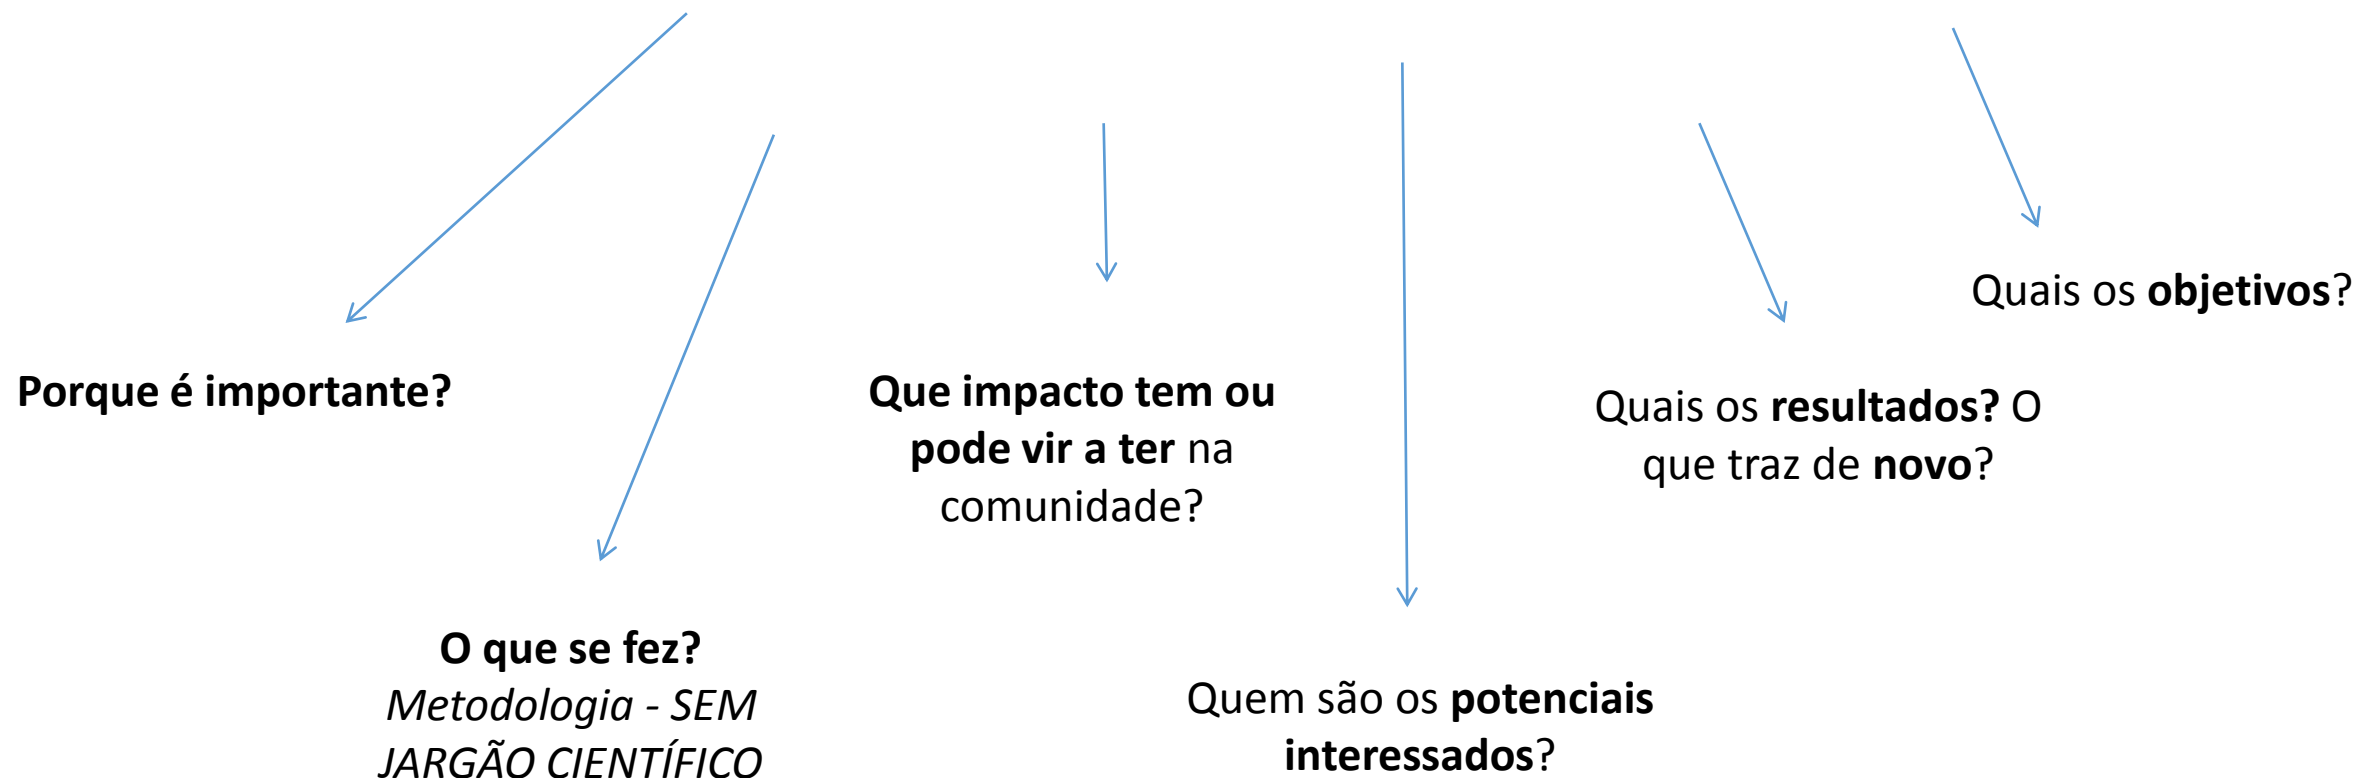 Porque é importante?
O que se fez?
Metodologia - SEM
JARGÃO CIENTÍFICO
Que impacto tem ou
pode vir a ter na
comunidade?
Quem são os potenciais
interessados?
Quais os resultados? O
que traz de novo?
Quais os objetivos?